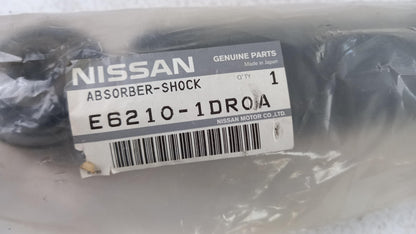 NISSAN
GENUINE PARTS
Made in Japan
ABSORBER-SHOCK
Q'TY 1
E6210-1DR0A
NISSAN MOTOR CO.,LTD.